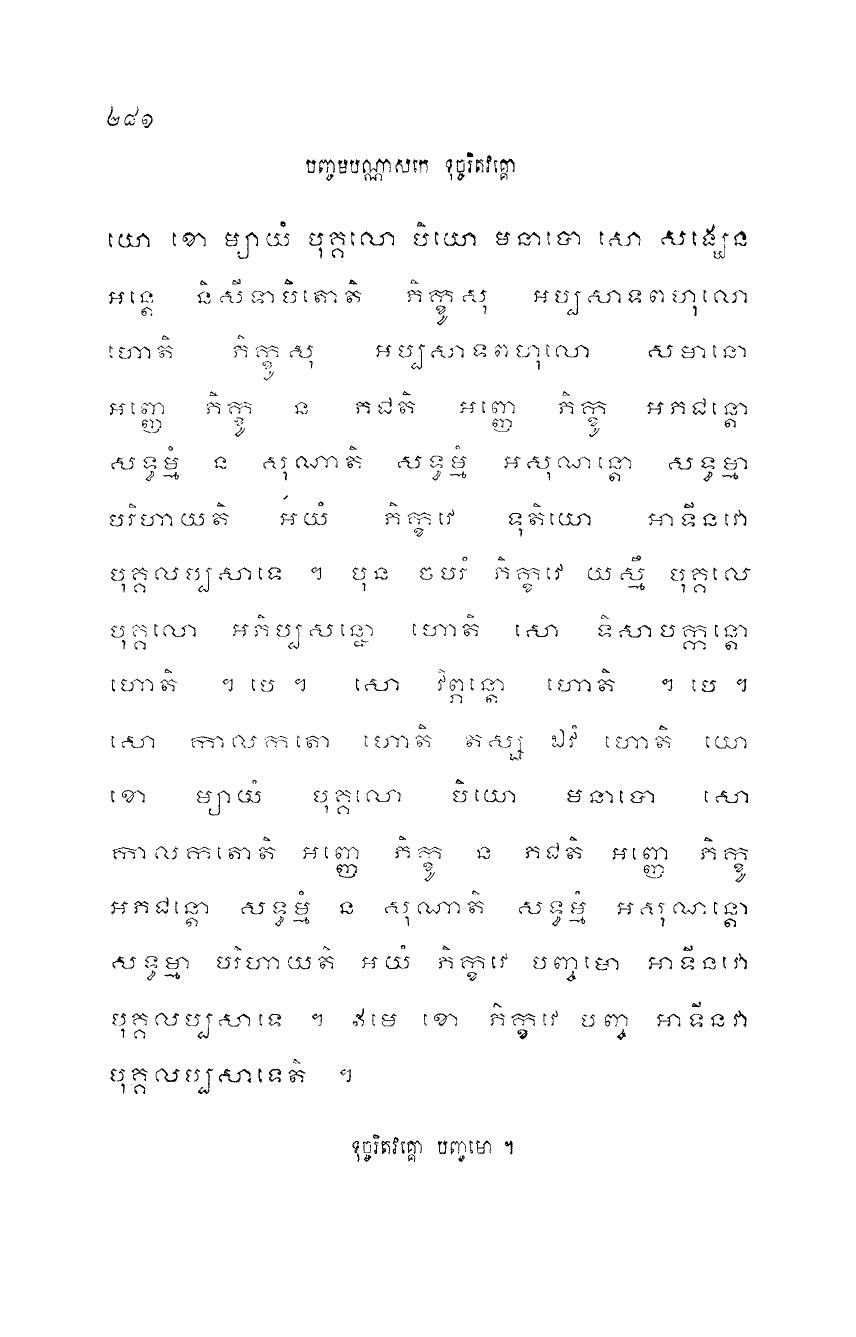 ២៨១
បញ្ចមបណ្ណាសកេ ទុច្ចរិតវគ្គោ
យោ ខោ ម្យាយំ បុគ្គលោ បិយោ មនាបោ សោ សង្ឃេន
អន្តេ និសីទាបិតោតិ ភិក្ខូសុ អប្បសាទពហុលោ
ហោតិ ភិក្ខូសុ អប្បសាទពហុលោ សមានោ
អញ្ញេ ភិក្ខូ ន ភជតិ អញ្ញេ ភិក្ខូ អភជន្តោ
សទ្ធម្មំ ន សុណាតិ សទ្ធម្មំ អសុណន្តោ សទ្ធម្មា
បរិហាយតិ អយំ ភិក្ខវេ ទុតិយោ អាទីនវោ
បុគ្គលប្បសាទេ ។ បុន ចបរំ ភិក្ខវេ យស្មឹ បុគ្គលេ
បុគ្គលោ អភិប្បសន្នោ ហោតិ សោ ទិសាបក្កន្តោ
ហោតិ ។ បេ ។ សោ វិព្ភន្តោ ហោតិ ។ បេ ។
សោ កាលកតោ ហោតិ តស្ស ឯវំ ហោតិ យោ
ខោ ម្យាយំ បុគ្គលោ បិយោ មនាបោ សោ
កាលកតោតិ អញ្ញេ ភិក្ខូ ន ភជតិ អញ្ញេ ភិក្ខូ
អភជន្តោ សទ្ធម្មំ ន សុណាតិ សទ្ធម្មំ អសុណន្តោ
សទ្ធម្មា បរិហាយតិ អយំ ភិក្ខវេ បញ្ចមោ អាទីនវោ
បុគ្គលប្បសាទេ ។ ឥមេ ខោ ភិក្ខវេ បញ្ច អាទីនវា
បុគ្គលប្បសាទេតិ ។
ទុច្ចរិតវគ្គោ បញ្ចមោ ។